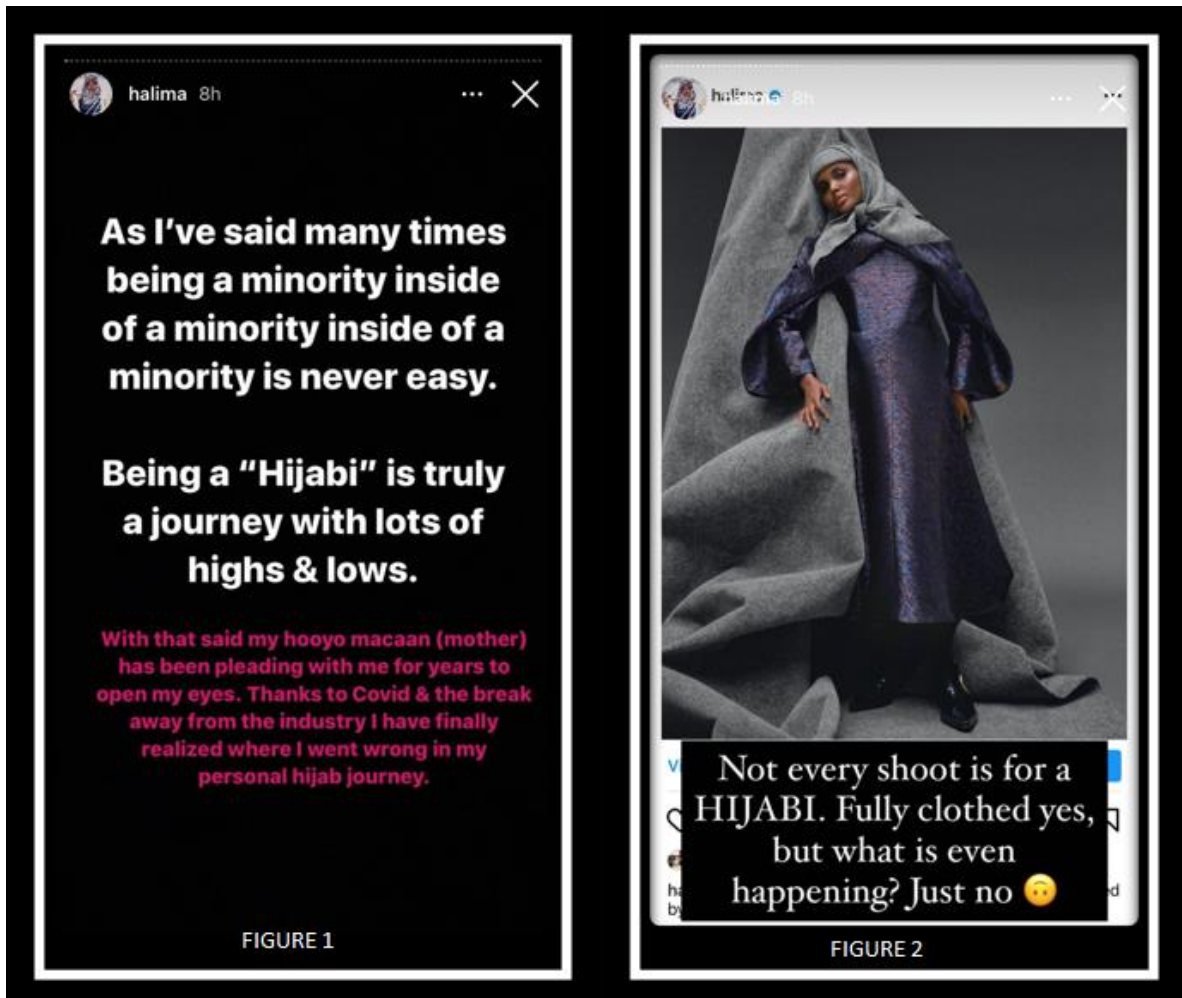 halima 8h
As I've said many times
being a minority inside
of a minority inside of a
minority is never easy.
Being a “Hijabi” is truly
a journey with lots of
highs & lows.
With that said my hooyo macaan (mother)
has been pleading with me for years to
open my eyes. Thanks to Covid & the break
away from the industry I have finally
realized where I went wrong in my
personal hijab journey.
FIGURE 1
halima 8h
Not every shoot is for a
HIJABI. Fully clothed yes,
but what is even
happening? Just no 🙃
FIGURE 2